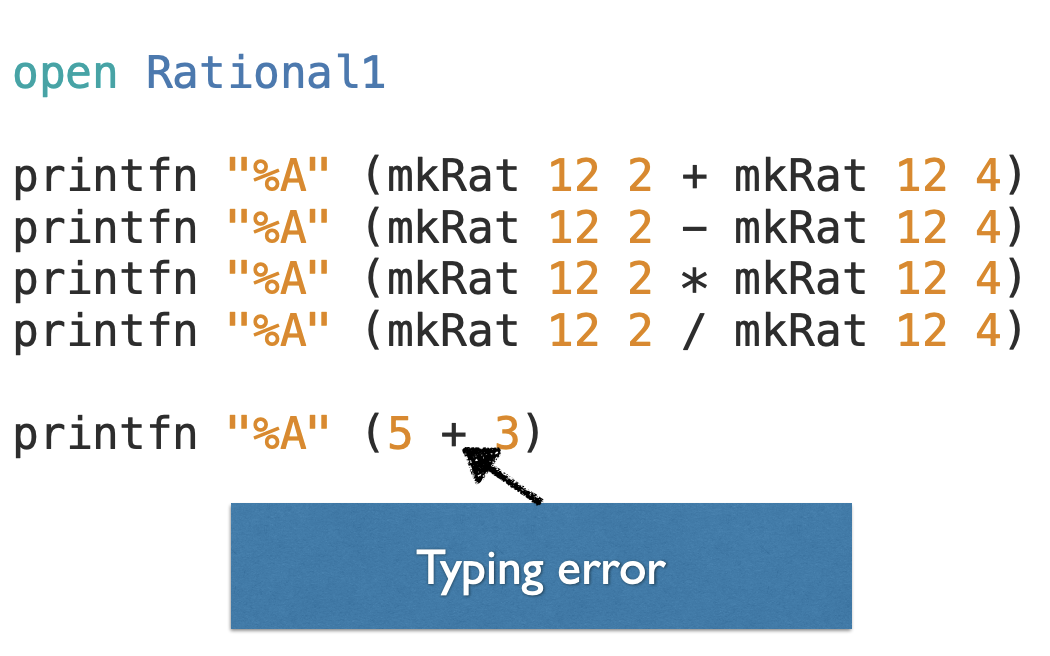 open Rational1
printfn "%A" (mkRat 12 2 + mkRat 12 4)
printfn "%A" (mkRat 12 2 – mkRat 12 4)
printfn "%A" (mkRat 12 2 * mkRat 12 4)
printfn "%A" (mkRat 12 2 / mkRat 12 4)
printfn "%A" (5 + 3)
Typing error